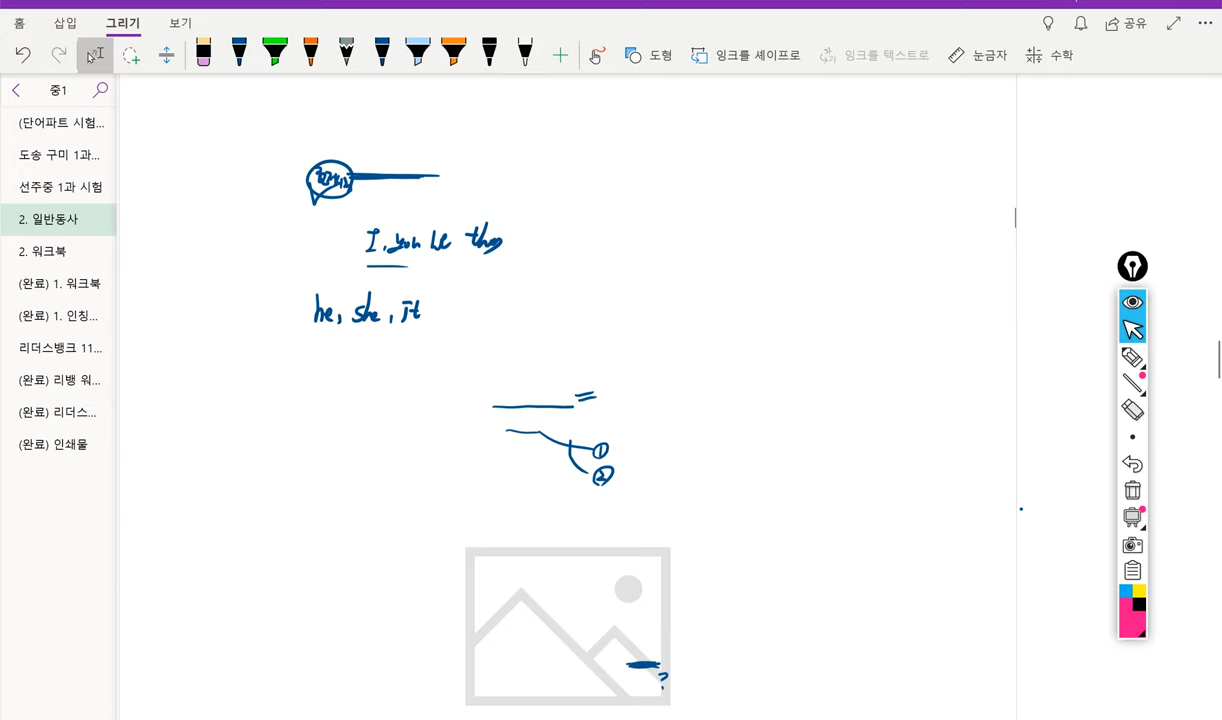 홈 삽입 그리기 보기 공유
도형 잉크를 셰이프로 잉크를 텍스트로 눈금자 수학
중1
(단어파트 시험...
도송 구미 1과...
선주중 1과 시험
2. 일반동사
2. 워크북
(완료) 1. 워크북
(완료) 1. 인칭...
리더스뱅크 11...
(완료) 리뱅 워...
(완료) 리더스...
(완료) 인쇄물
I, you we they
he, she, it
=
①
②
?